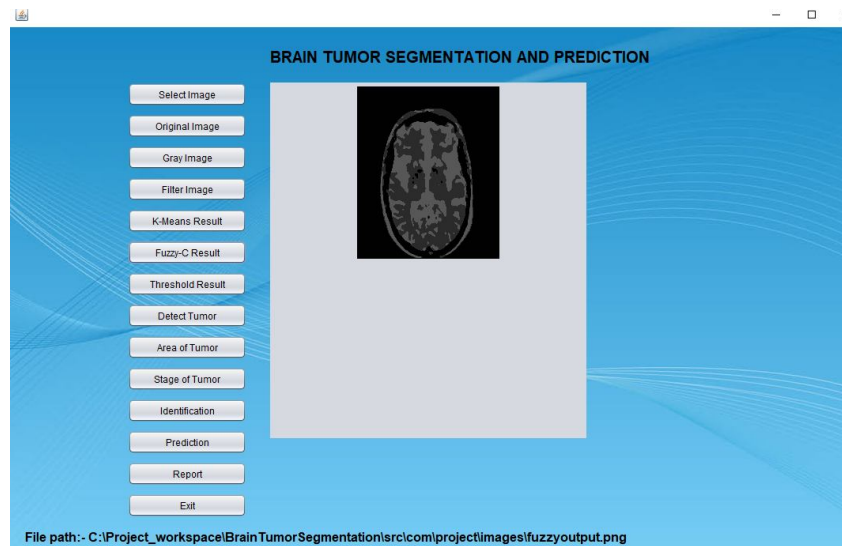 BRAIN TUMOR SEGMENTATION AND PREDICTION
Select Image
Original Image
Gray Image
Filter Image
K-Means Result
Fuzzy-C Result
Threshold Result
Detect Tumor
Area of Tumor
Stage of Tumor
Identification
Prediction
Report
Exit
File path:- C:\Project_workspace\BrainTumorSegmentation\src\com\project\images\fuzzyoutput.png